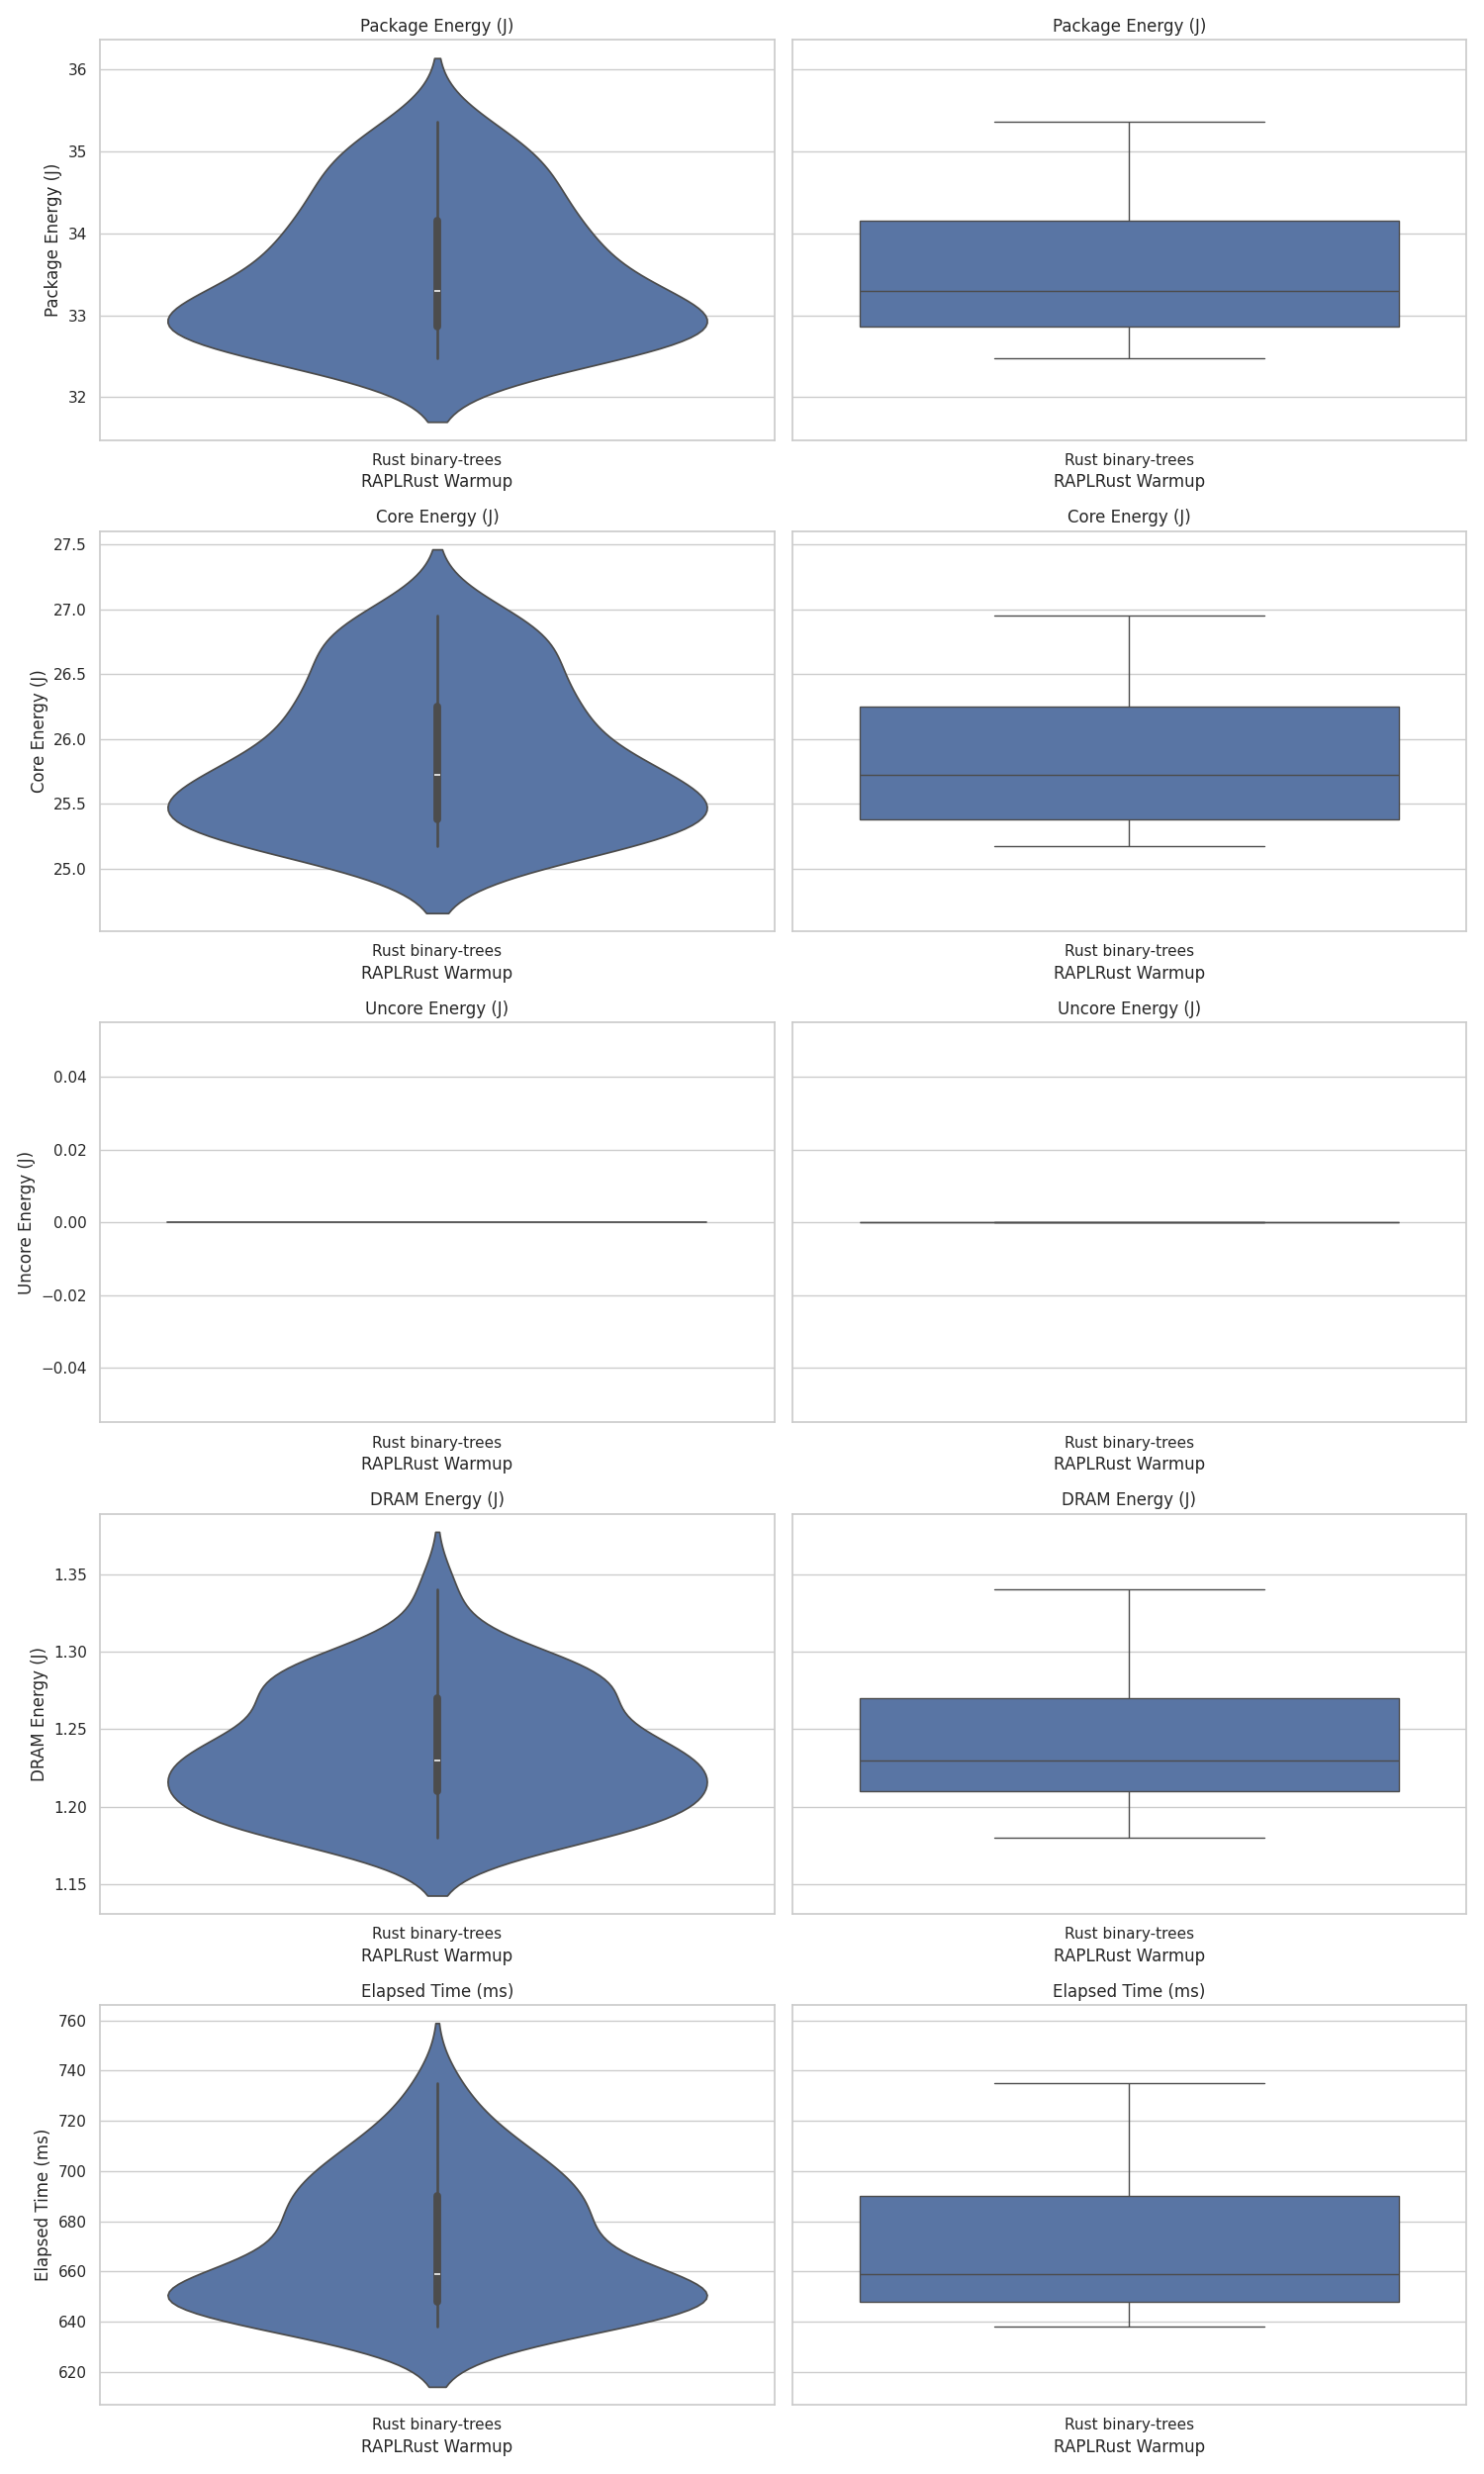 Package Energy (J)
Package Energy (J)
36
35
34
33
32
Package Energy (J)
Rust binary-trees
RAPLRust Warmup
Rust binary-trees
RAPLRust Warmup
Core Energy (J)
Core Energy (J)
27.5
27.0
26.5
26.0
25.5
25.0
Core Energy (J)
Rust binary-trees
RAPLRust Warmup
Rust binary-trees
RAPLRust Warmup
Uncore Energy (J)
Uncore Energy (J)
0.04
0.02
0.00
−0.02
−0.04
Uncore Energy (J)
Rust binary-trees
RAPLRust Warmup
Rust binary-trees
RAPLRust Warmup
DRAM Energy (J)
DRAM Energy (J)
1.35
1.30
1.25
1.20
1.15
DRAM Energy (J)
Rust binary-trees
RAPLRust Warmup
Rust binary-trees
RAPLRust Warmup
Elapsed Time (ms)
Elapsed Time (ms)
760
740
720
700
680
660
640
620
Elapsed Time (ms)
Rust binary-trees
RAPLRust Warmup
Rust binary-trees
RAPLRust Warmup